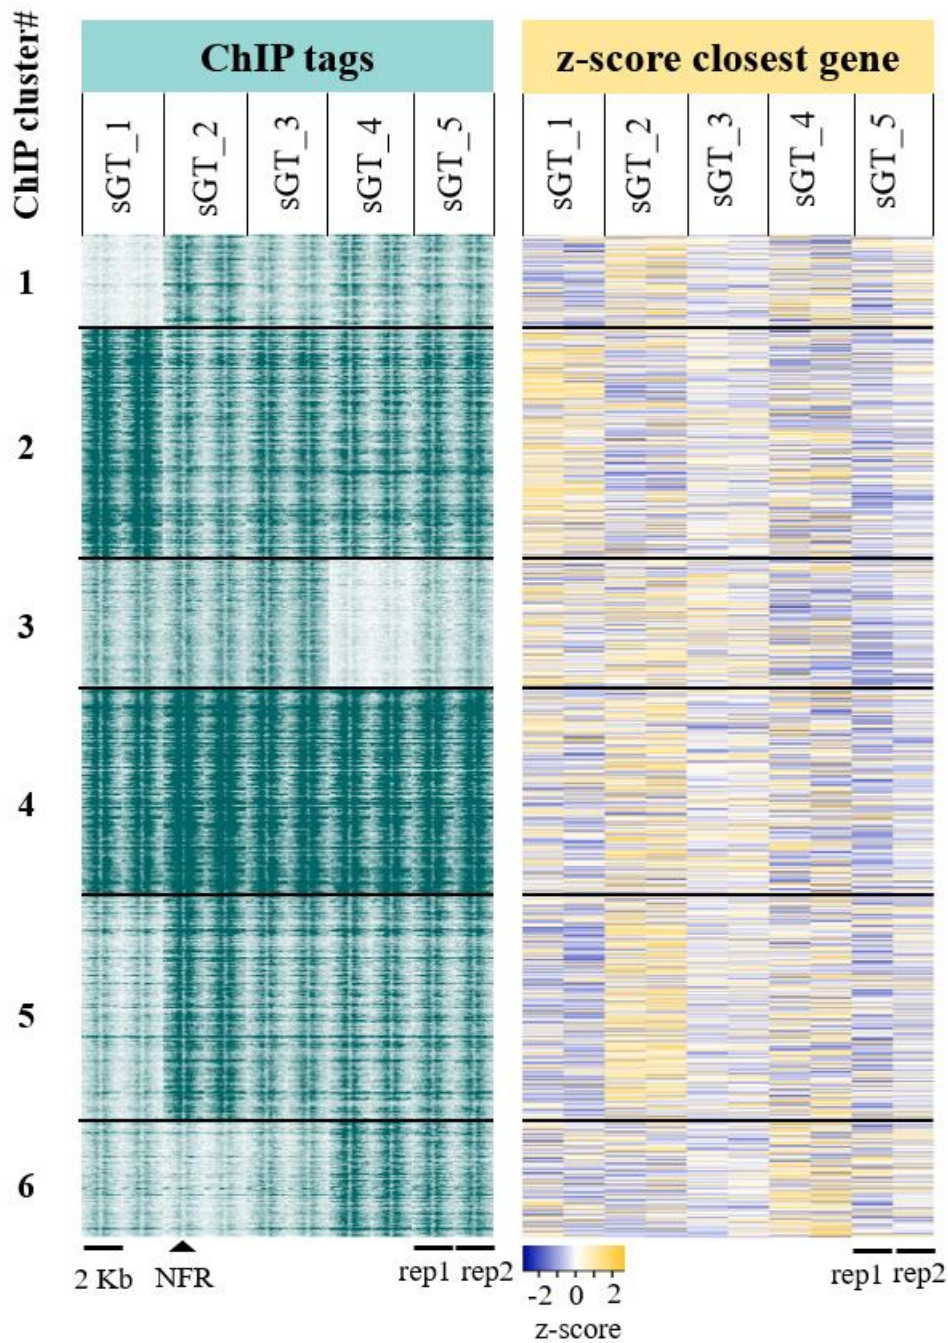 ChIP cluster#
ChIP tags
z-score closest gene
sGT_1
sGT_2
sGT_3
sGT_4
sGT_5
sGT_1
sGT_2
sGT_3
sGT_4
sGT_5
1
2
3
4
5
6
2 Kb
NFR
rep1 rep2
-2 0 2
z-score
rep1 rep2